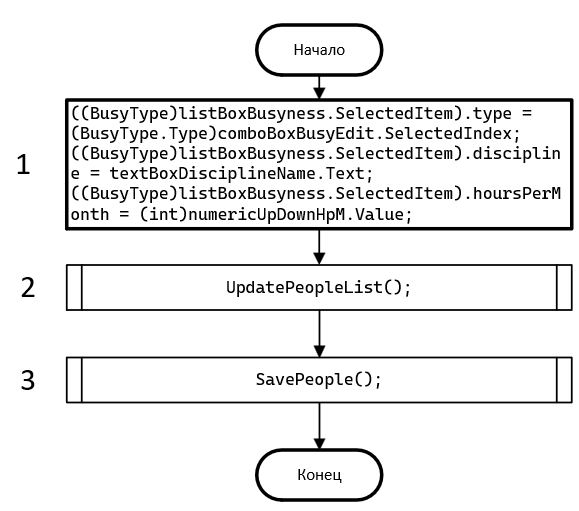 Начало
1
((BusyType)listBoxBusyness.SelectedItem).type =
(BusyType.Type)comboBoxBusyEdit.SelectedIndex;
((BusyType)listBoxBusyness.SelectedItem).disciplin
e = textBoxDisciplineName.Text;
((BusyType)listBoxBusyness.SelectedItem).hoursPerM
onth = (int)numericUpDownHpM.Value;
2
UpdatePeopleList();
3
SavePeople();
Конец